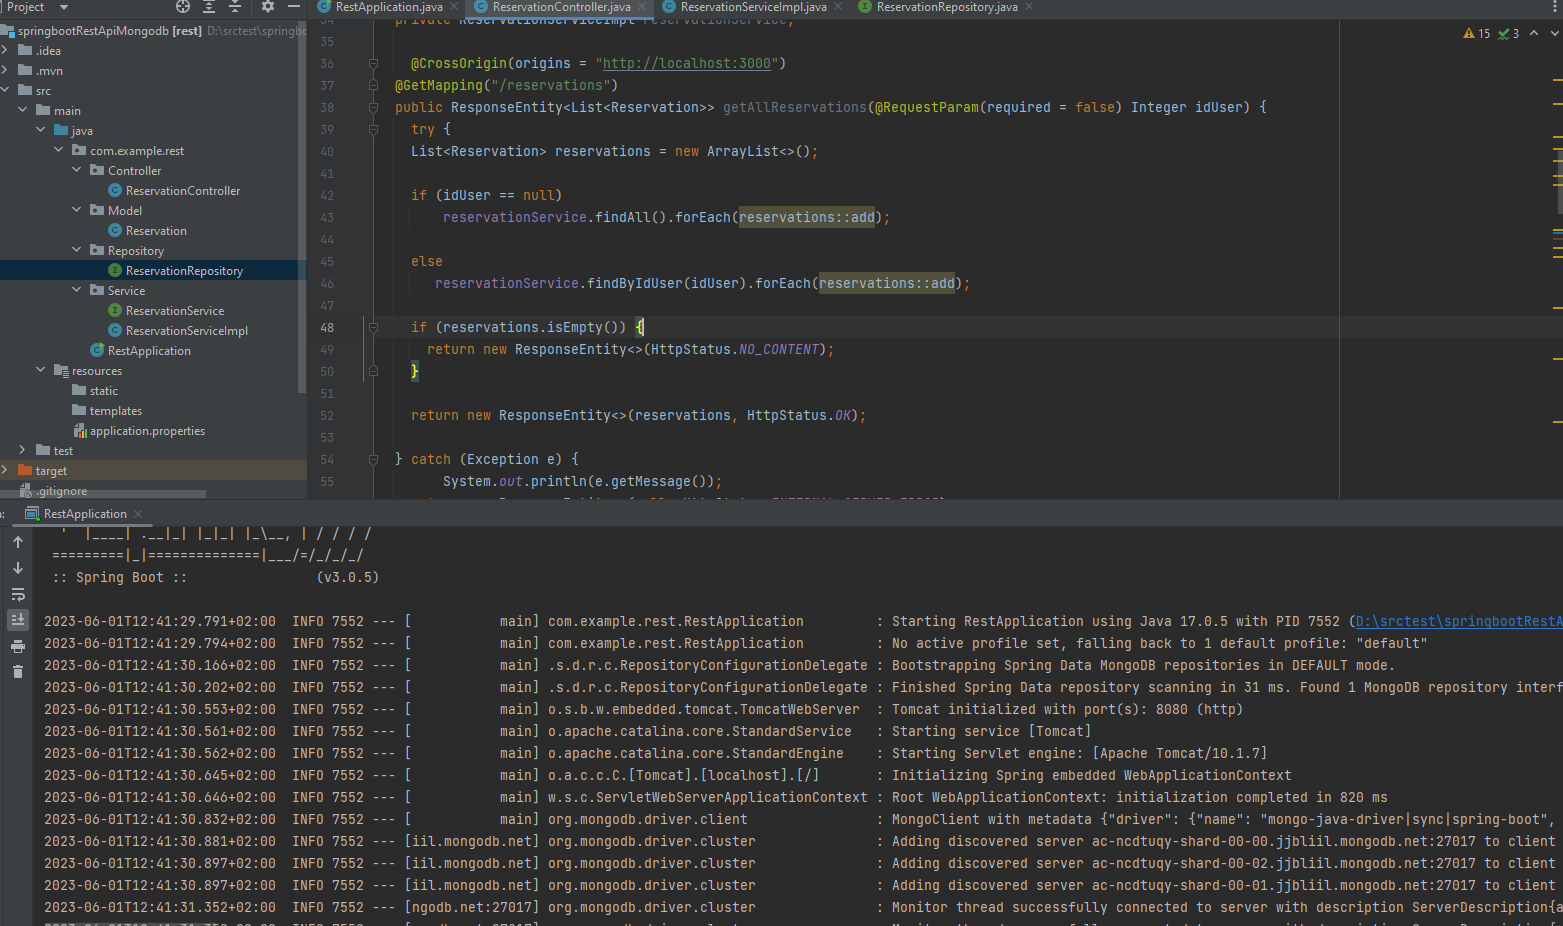 Project
RestApplication.java
ReservationController.java
ReservationServiceImpl.java
ReservationRepository.java
springbootRestApiMongodb [rest] D:\srctest\springbo
.idea
.mvn
src
main
java
com.example.rest
Controller
ReservationController
Model
Reservation
Repository
ReservationRepository
Service
ReservationService
ReservationServiceImpl
RestApplication
resources
static
templates
application.properties
test
target
.gitignore
15 3
34 private ReservationServiceImpl reservationService;
35
36 @CrossOrigin(origins = "http://localhost:3000")
37 @GetMapping("/reservations")
38 public ResponseEntity<List<Reservation>> getAllReservations(@RequestParam(required = false) Integer idUser) {
39 try {
40 List<Reservation> reservations = new ArrayList<>();
41
42 if (idUser == null)
43 reservationService.findAll().forEach(reservations::add);
44
45 else
46 reservationService.findByIdUser(idUser).forEach(reservations::add);
47
48 if (reservations.isEmpty()) {
49 return new ResponseEntity<>(HttpStatus.NO_CONTENT);
50 }
51
52 return new ResponseEntity<>(reservations, HttpStatus.OK);
53
54 } catch (Exception e) {
55 System.out.println(e.getMessage());
RestApplication
' |____| .__|_| |_|_| |_\__, | / / / /
=========|_|==============|___/=/_/_/_/
:: Spring Boot :: (v3.0.5)
2023-06-01T12:41:29.791+02:00 INFO 7552 --- [ main] com.example.rest.RestApplication : Starting RestApplication using Java 17.0.5 with PID 7552 (D:\srctest\springbootRestA
2023-06-01T12:41:29.794+02:00 INFO 7552 --- [ main] com.example.rest.RestApplication : No active profile set, falling back to 1 default profile: "default"
2023-06-01T12:41:30.166+02:00 INFO 7552 --- [ main] .s.d.r.c.RepositoryConfigurationDelegate : Bootstrapping Spring Data MongoDB repositories in DEFAULT mode.
2023-06-01T12:41:30.202+02:00 INFO 7552 --- [ main] .s.d.r.c.RepositoryConfigurationDelegate : Finished Spring Data repository scanning in 31 ms. Found 1 MongoDB repository interf
2023-06-01T12:41:30.553+02:00 INFO 7552 --- [ main] o.s.b.w.embedded.tomcat.TomcatWebServer : Tomcat initialized with port(s): 8080 (http)
2023-06-01T12:41:30.561+02:00 INFO 7552 --- [ main] o.apache.catalina.core.StandardService : Starting service [Tomcat]
2023-06-01T12:41:30.562+02:00 INFO 7552 --- [ main] o.apache.catalina.core.StandardEngine : Starting Servlet engine: [Apache Tomcat/10.1.7]
2023-06-01T12:41:30.645+02:00 INFO 7552 --- [ main] o.a.c.c.C.[Tomcat].[localhost].[/] : Initializing Spring embedded WebApplicationContext
2023-06-01T12:41:30.646+02:00 INFO 7552 --- [ main] w.s.c.ServletWebServerApplicationContext : Root WebApplicationContext: initialization completed in 820 ms
2023-06-01T12:41:30.832+02:00 INFO 7552 --- [ main] org.mongodb.driver.client : MongoClient with metadata {"driver": {"name": "mongo-java-driver|sync|spring-boot",
2023-06-01T12:41:30.881+02:00 INFO 7552 --- [iil.mongodb.net] org.mongodb.driver.cluster : Adding discovered server ac-ncdtuqy-shard-00-00.jjbliil.mongodb.net:27017 to client
2023-06-01T12:41:30.897+02:00 INFO 7552 --- [iil.mongodb.net] org.mongodb.driver.cluster : Adding discovered server ac-ncdtuqy-shard-00-02.jjbliil.mongodb.net:27017 to client
2023-06-01T12:41:30.897+02:00 INFO 7552 --- [iil.mongodb.net] org.mongodb.driver.cluster : Adding discovered server ac-ncdtuqy-shard-00-01.jjbliil.mongodb.net:27017 to client
2023-06-01T12:41:31.352+02:00 INFO 7552 --- [ngodb.net:27017] org.mongodb.driver.cluster : Monitor thread successfully connected to server with description ServerDescription{a